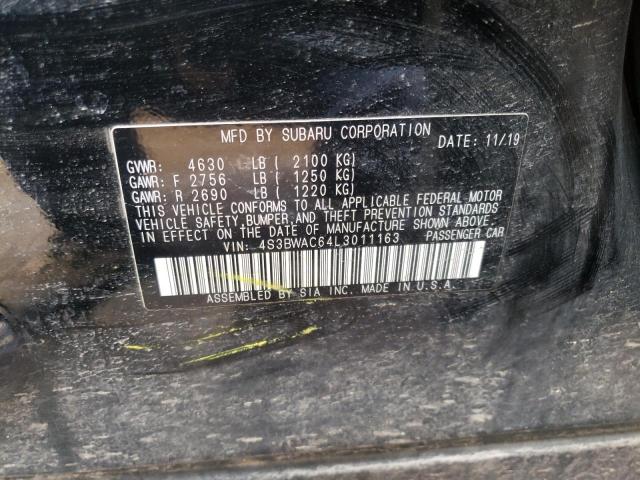 MFD BY SUBARU CORPORATION DATE: 11/19
GVWR: 4630 LB ( 2100 KG)
GAWR: F 2756 LB ( 1250 KG)
GAWR: R 2690 LB ( 1220 KG)
THIS VEHICLE CONFORMS TO ALL APPLICABLE FEDERAL MOTOR
VEHICLE SAFETY, BUMPER, AND THEFT PREVENTION STANDARDS
IN EFFECT ON THE DATE OF MANUFACTURE SHOWN ABOVE.
VIN: 4S3BWAC64L3011163 PASSENGER CAR
ASSEMBLED BY SIA INC. MADE IN U.S.A.